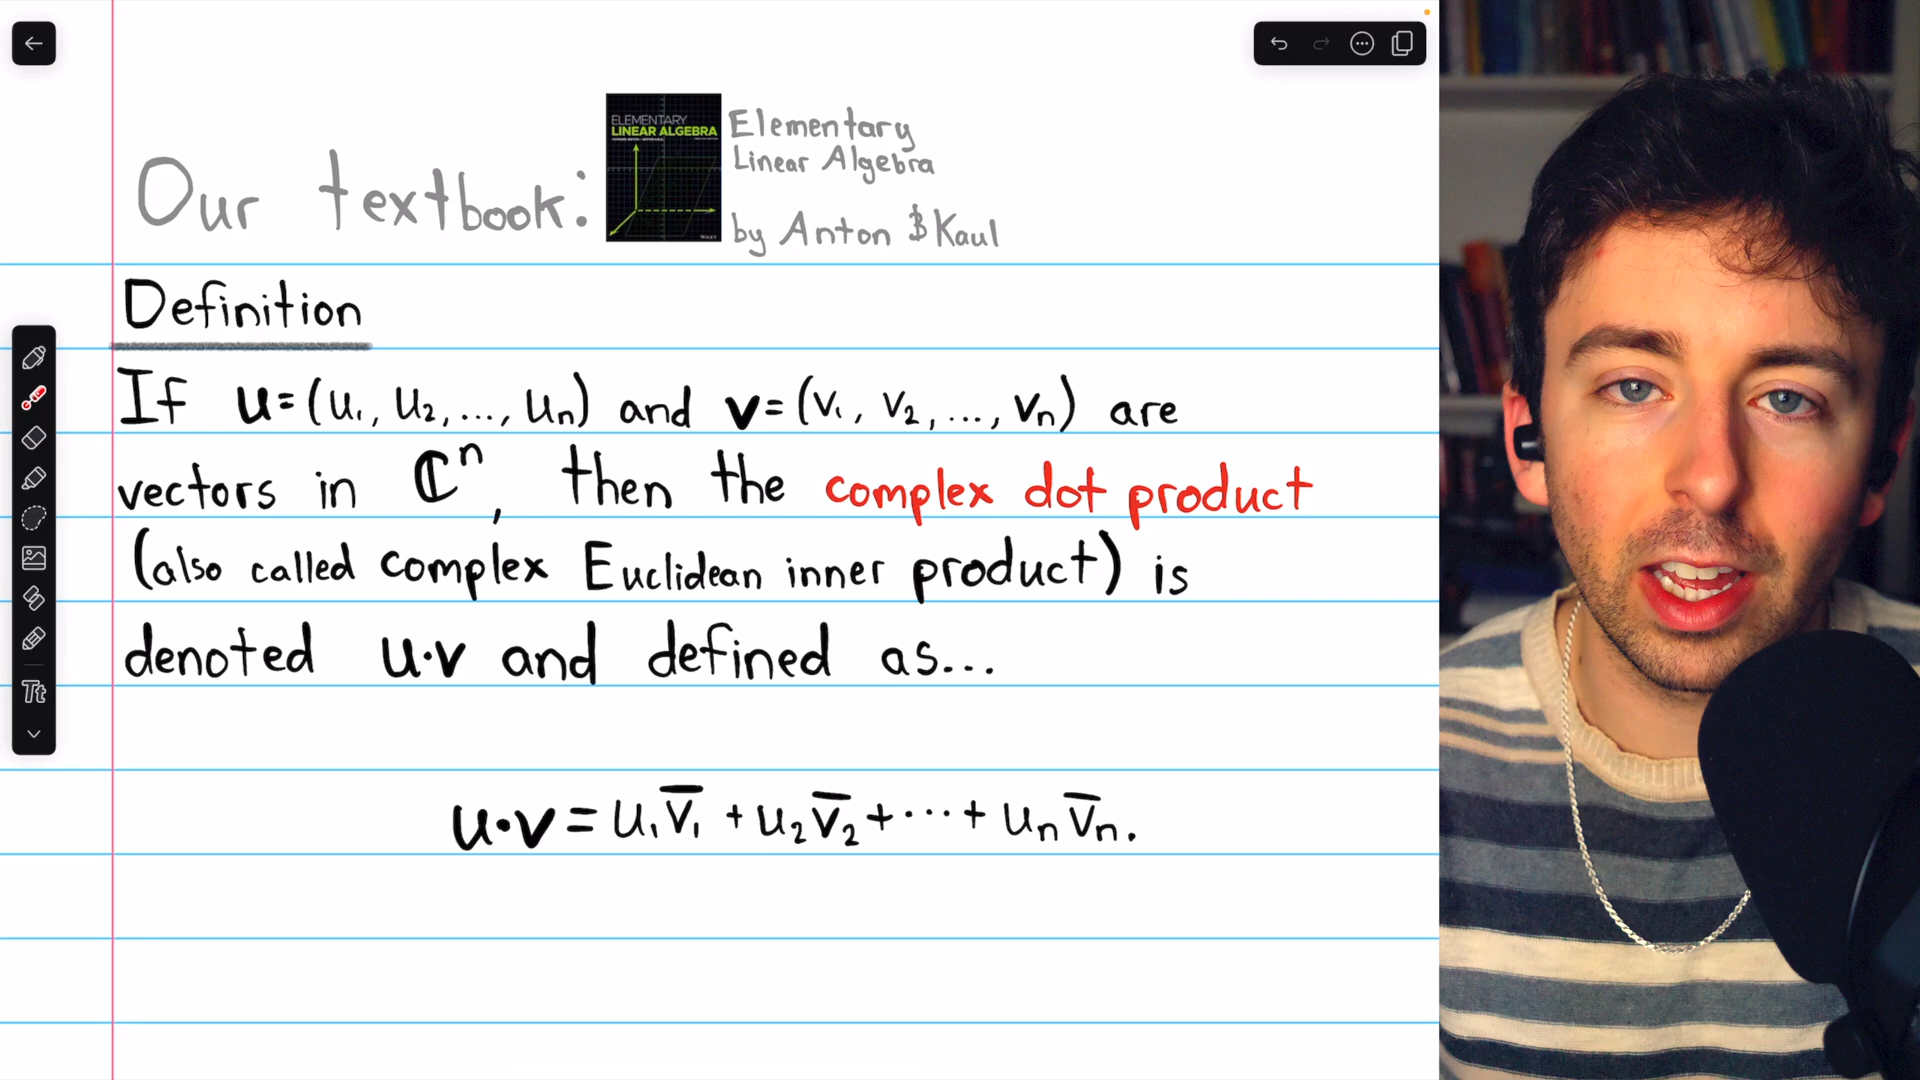 Our textbook:
ELEMENTARY
LINEAR ALGEBRA
WILEY
Elementary
Linear Algebra
by Anton & Kaul
Definition
If u=(u₁, u₂, ..., uₙ) and v=(v₁, v₂, ..., vₙ) are
vectors in ℂⁿ, then the complex dot product
(also called complex Euclidean inner product) is
denoted u·v and defined as...
u·v = u₁v̅₁ + u₂v̅₂ + ··· + uₙv̅ₙ.
Tt